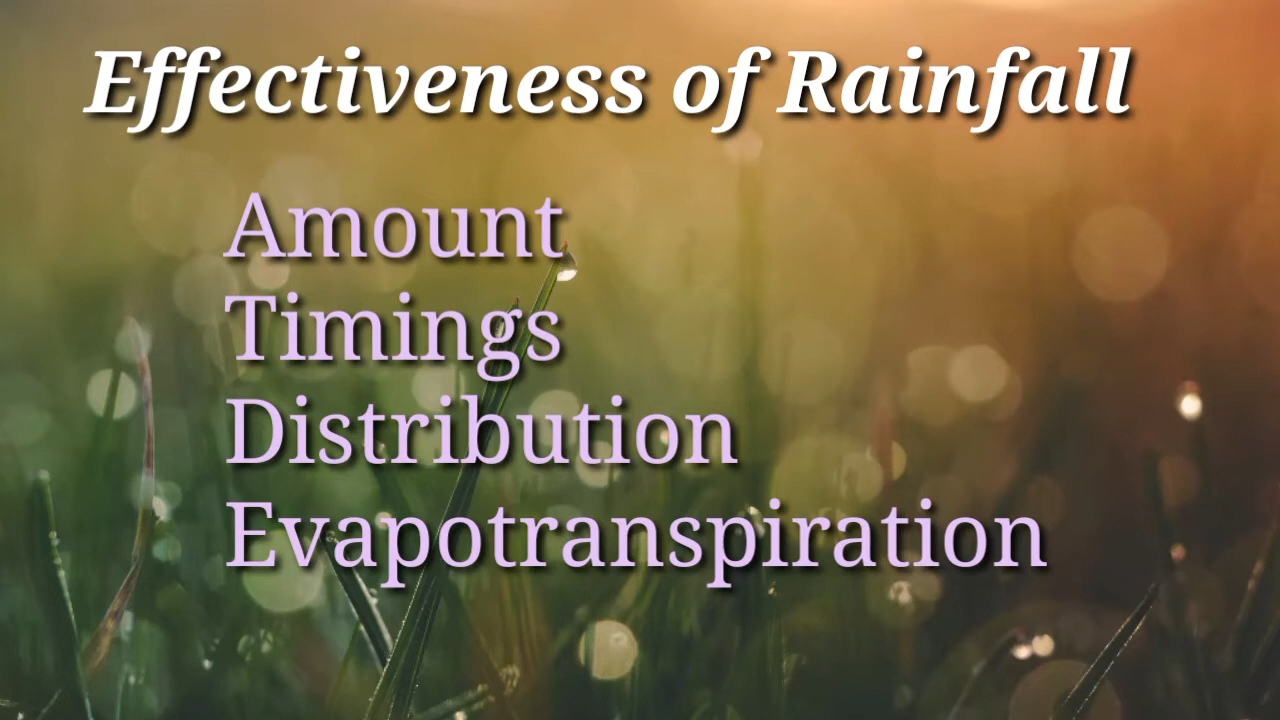 Effectiveness of Rainfall
Amount
Timings
Distribution
Evapotranspiration